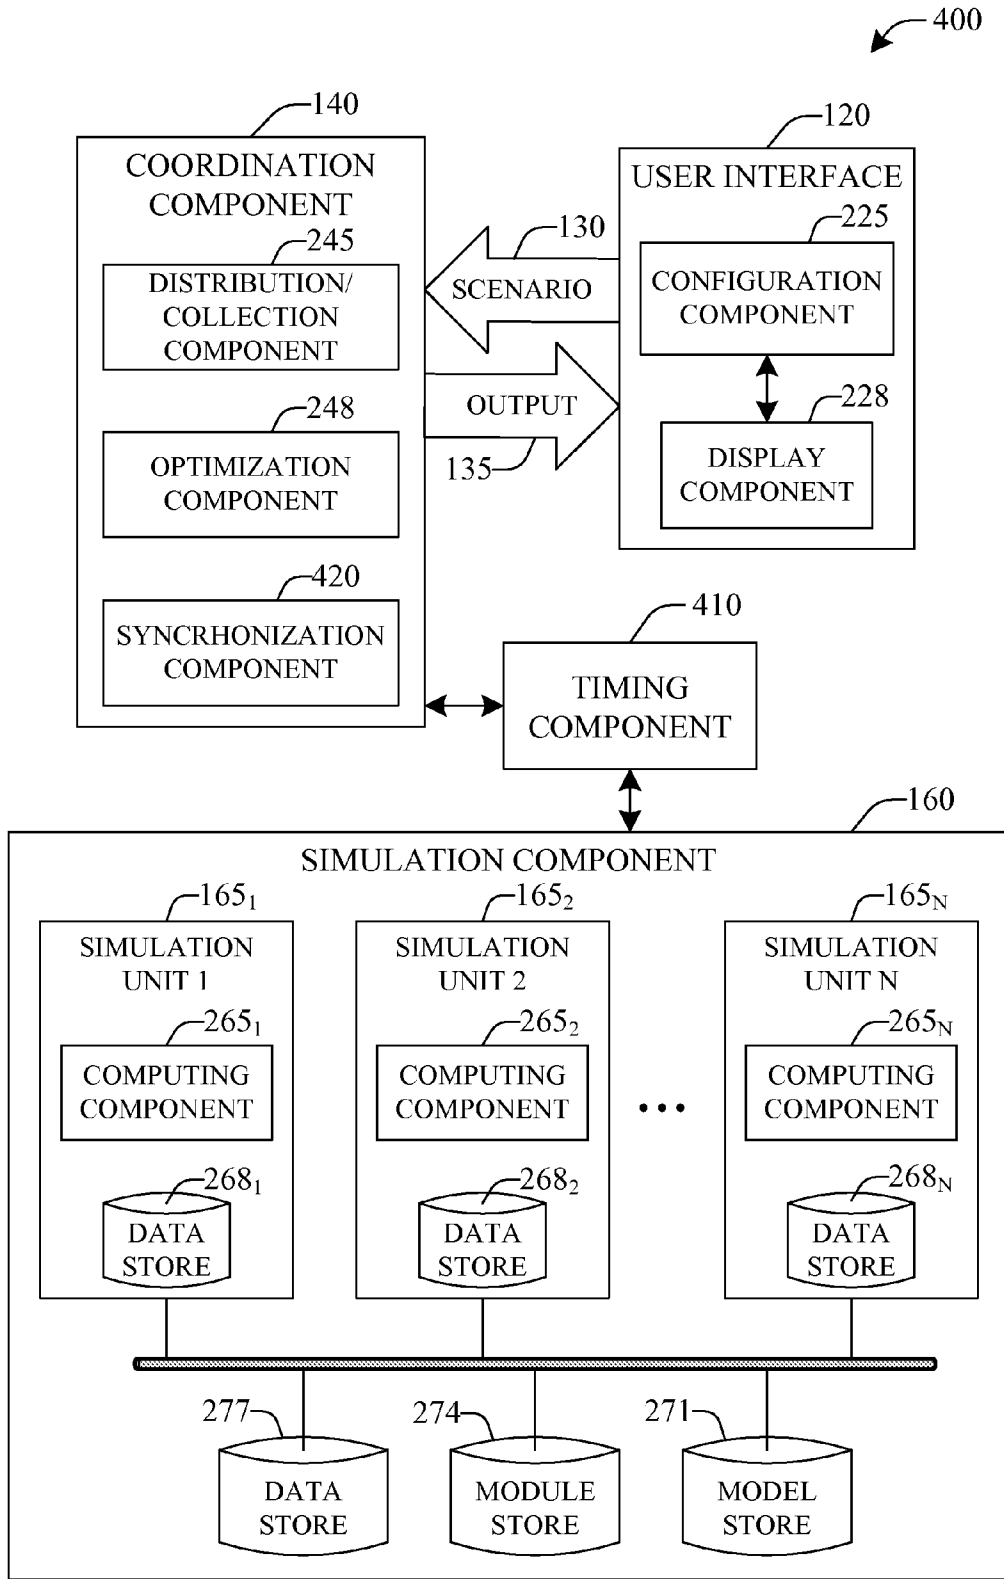 400
140
COORDINATION
COMPONENT
245
DISTRIBUTION/
COLLECTION
COMPONENT
248
OPTIMIZATION
COMPONENT
420
SYNCRHONIZATION
COMPONENT
130
SCENARIO
OUTPUT
135
120
USER INTERFACE
225
CONFIGURATION
COMPONENT
228
DISPLAY
COMPONENT
410
TIMING
COMPONENT
160
SIMULATION COMPONENT
165₁
SIMULATION
UNIT 1
265₁
COMPUTING
COMPONENT
268₁
DATA
STORE
165₂
SIMULATION
UNIT 2
265₂
COMPUTING
COMPONENT
268₂
DATA
STORE
•••
165N
SIMULATION
UNIT N
265N
COMPUTING
COMPONENT
268N
DATA
STORE
277
DATA
STORE
274
MODULE
STORE
271
MODEL
STORE